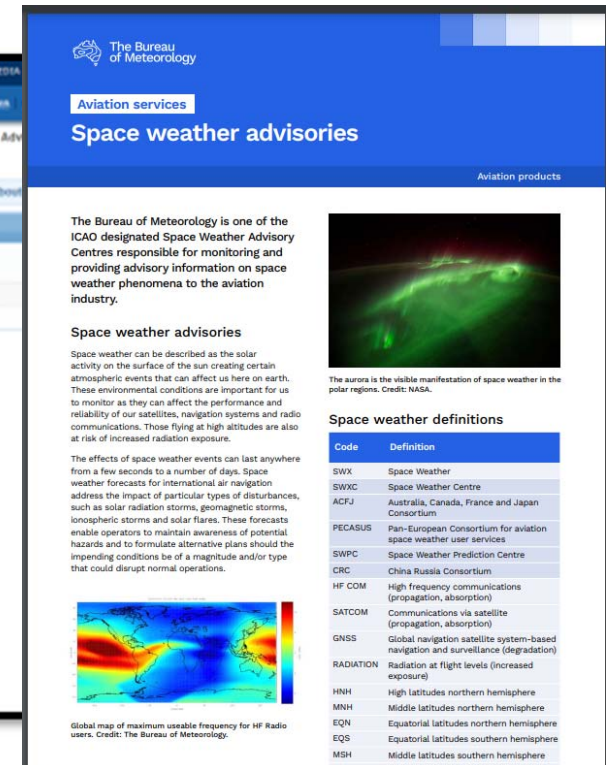 The Bureau
of Meteorology
Aviation services
Space weather advisories
Aviation products
The Bureau of Meteorology is one of the
ICAO designated Space Weather Advisory
Centres responsible for monitoring and
providing advisory information on space
weather phenomena to the aviation
industry.
Space weather advisories
Space weather can be described as the solar
activity on the surface of the sun creating certain
atmospheric events that can affect us here on earth.
These environmental conditions are important for us
to monitor as they can affect the performance and
reliability of our satellites, navigation systems and radio
communications. Those flying at high altitudes are also
at risk of increased radiation exposure.
The effects of space weather events can last anywhere
from a few seconds to a number of days. Space
weather forecasts for international air navigation
address the impact of particular types of disturbances,
such as solar radiation storms, geomagnetic storms,
ionospheric storms and solar flares. These forecasts
enable operators to maintain awareness of potential
hazards and to formulate alternative plans should the
impending conditions be of a magnitude and/or type
that could disrupt normal operations.
Global map of maximum useable frequency for HF Radio
users. Credit: The Bureau of Meteorology.
The aurora is the visible manifestation of space weather in the
polar regions. Credit: NASA.
Space weather definitions
Code Definition
SWX Space Weather
SWXC Space Weather Centre
ACFJ Australia, Canada, France and Japan
Consortium
PECASUS Pan-European Consortium for aviation
space weather user services
SWPC Space Weather Prediction Centre
CRC China Russia Consortium
HF COM High frequency communications
(propagation, absorption)
SATCOM Communications via satellite
(propagation, absorption)
GNSS Global navigation satellite system-based
navigation and surveillance (degradation)
RADIATION Radiation at flight levels (increased
exposure)
HNH High latitudes northern hemisphere
MNH Middle latitudes northern hemisphere
EQN Equatorial latitudes northern hemisphere
EQS Equatorial latitudes southern hemisphere
MSH Middle latitudes southern hemisphere